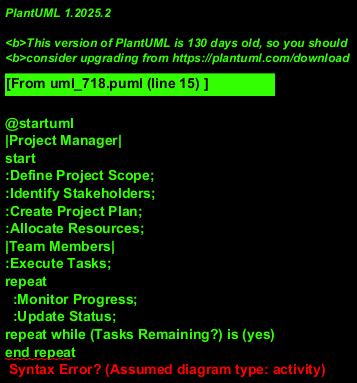 PlantUML 1.2025.2
<b>This version of PlantUML is 130 days old, so you should
<b>consider upgrading from https://plantuml.com/download
[From uml_718.puml (line 15) ]
@startuml
|Project Manager|
start
:Define Project Scope;
:Identify Stakeholders;
:Create Project Plan;
:Allocate Resources;
|Team Members|
:Execute Tasks;
repeat
  :Monitor Progress;
  :Update Status;
repeat while (Tasks Remaining?) is (yes)
end repeat
Syntax Error? (Assumed diagram type: activity)